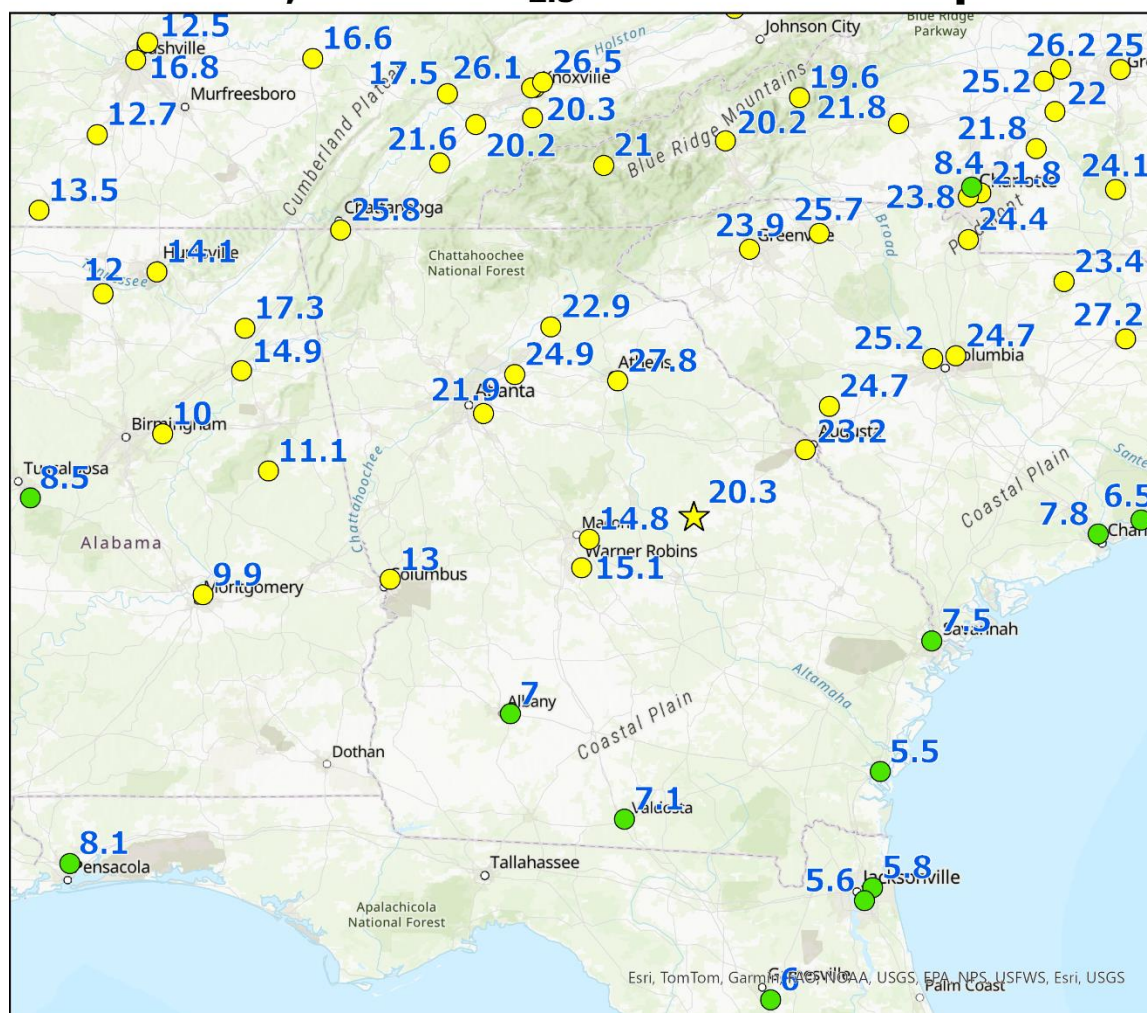 2.5
Johnson City
Blue Ridge
Parkway
Holston
12.5
Nashville
16.8
16.6
Murfreesboro
17.5
26.1
26.5
Knoxville
20.3
19.6
21.8
26.2
25
25.2
22
12.7
Cumberland Plateau
21.6
20.2
21
Blue Ridge Mountains
20.2
21.8
8.4
21.8
Charlotte
23.8
24.1
13.5
Chattanooga
25.8
23.9
Greenville
25.7
Broad
24.4
Piedmont
Huntsville
14.1
Tennessee
12
Chattahoochee
National Forest
23.4
17.3
22.9
27.2
14.9
24.9
Athens
27.8
25.2
24.7
Columbia
21.9
Atlanta
24.7
10
Birmingham
Augusta
23.2
11.1
Tuscaloosa
8.5
Chattahoochee
20.3
Coastal Plain
6.5
7.8
Alabama
Macon
14.8
Warner Robins
15.1
13
Columbus
9.9
Montgomery
7.5
Savannah
Altamaha
7
Albany
Coastal Plain
Dothan
5.5
7.1
Valdosta
8.1
Pensacola
Tallahassee
5.6
5.8
Jacksonville
Apalachicola
National Forest
Gainesville
6
Esri, TomTom, Garmin, FAO, NOAA, USGS, EPA, NPS, USFWS, Esri, USGS
Palm Coast